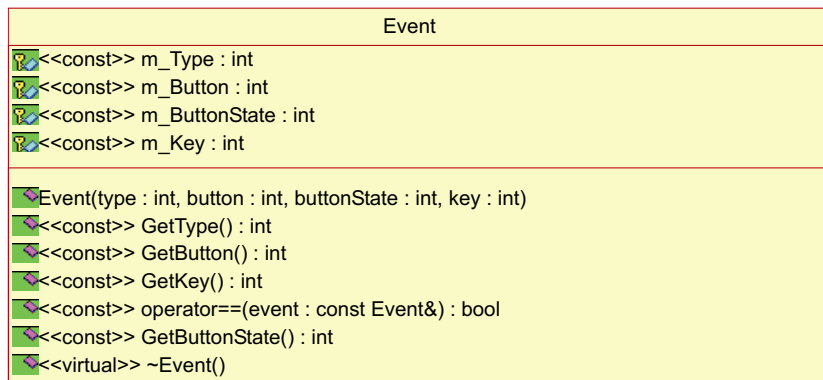 Event
<<const>> m_Type : int
<<const>> m_Button : int
<<const>> m_ButtonState : int
<<const>> m_Key : int
Event(type : int, button : int, buttonState : int, key : int)
<<const>> GetType() : int
<<const>> GetButton() : int
<<const>> GetKey() : int
<<const>> operator==(event : const Event&) : bool
<<const>> GetButtonState() : int
<<virtual>> ~Event()